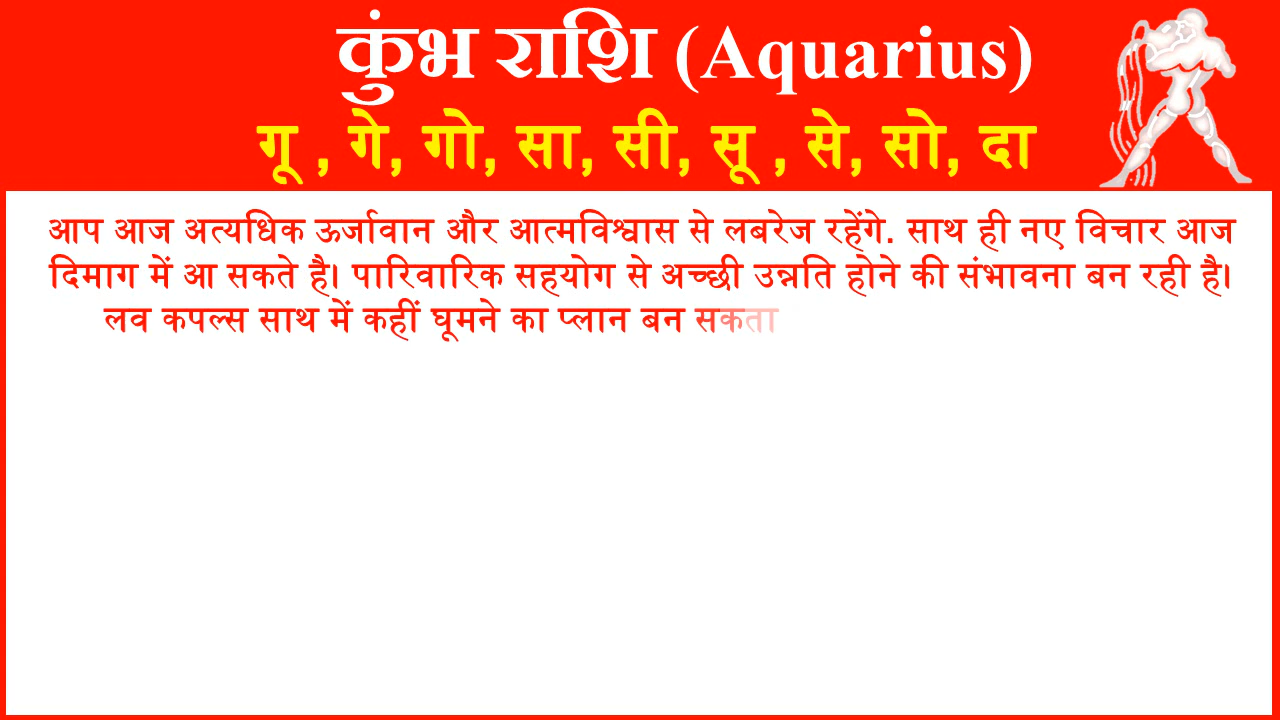 कुंभ राशि (Aquarius)
गू , गे, गो, सा, सी, सू , से, सो, दा
आप आज अत्यधिक ऊर्जावान और आत्मविश्वास से लबरेज रहेंगे. साथ ही नए विचार आज
दिमाग में आ सकते है। पारिवारिक सहयोग से अच्छी उन्नति होने की संभावना बन रही है।
लव कपल्स साथ में कहीं घूमने का प्लान बन सकता